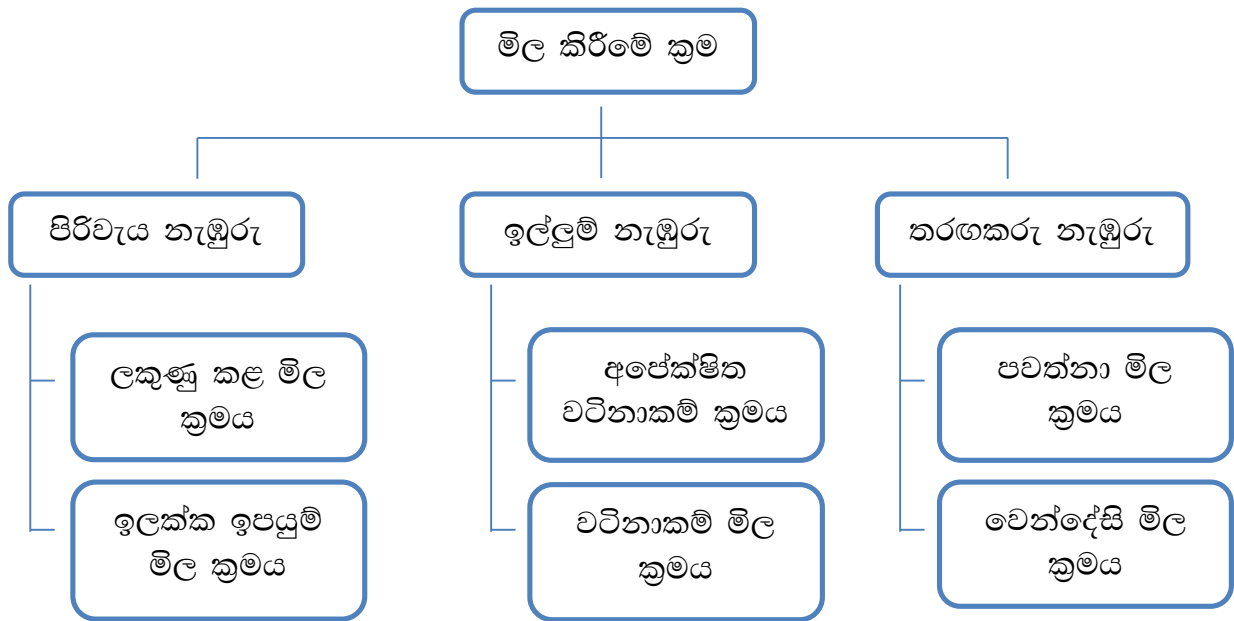 මිල කිරීමේ ක්‍රම
පිරිවැය නැඹුරු
ඉල්ලුම් නැඹුරු
තරඟකරු නැඹුරු
ලකුණු කළ මිල
ක්‍රමය
අපේක්ෂිත
වටිනාකම් ක්‍රමය
පවත්නා මිල
ක්‍රමය
ඉලක්ක ඉපයුම්
මිල ක්‍රමය
වටිනාකම් මිල
ක්‍රමය
වෙන්දේසි මිල
ක්‍රමය